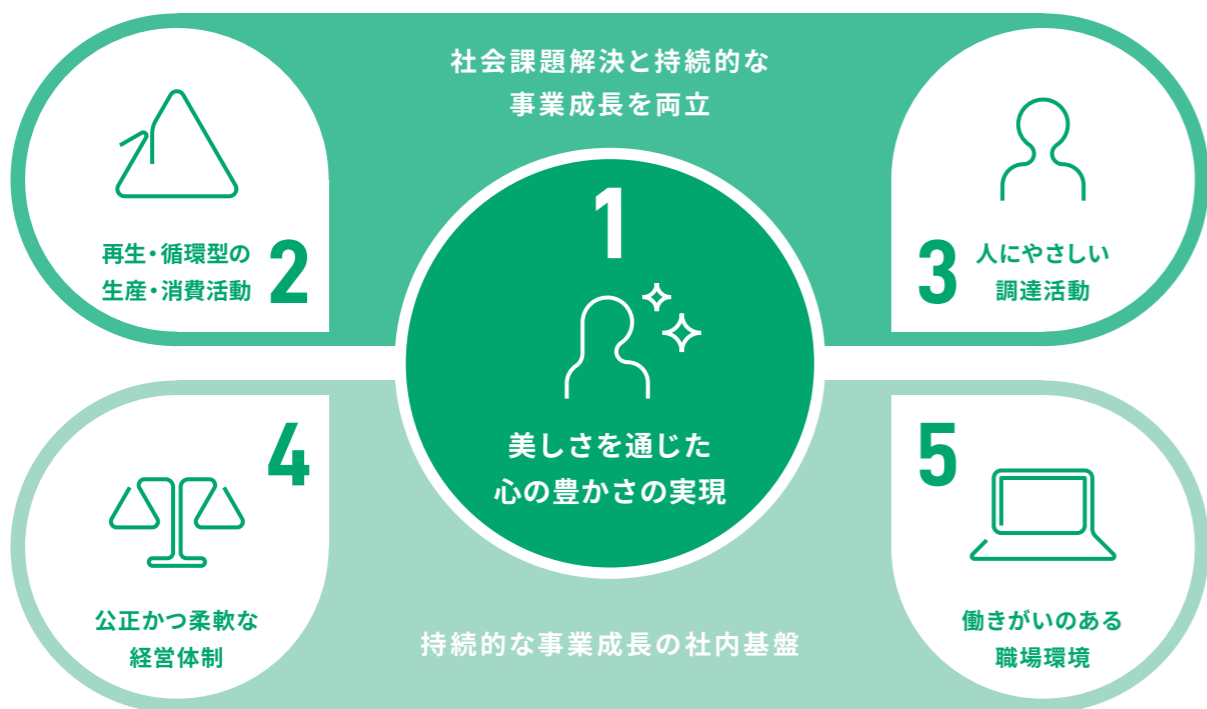 社会課題解決と持続的な
事業成長を両立
1
美しさを通じた
心の豊かさの実現
2
再生・循環型の
生産・消費活動
3
人にやさしい
調達活動
4
公正かつ柔軟な
経営体制
5
働きがいのある
職場環境
持続的な事業成長の社内基盤